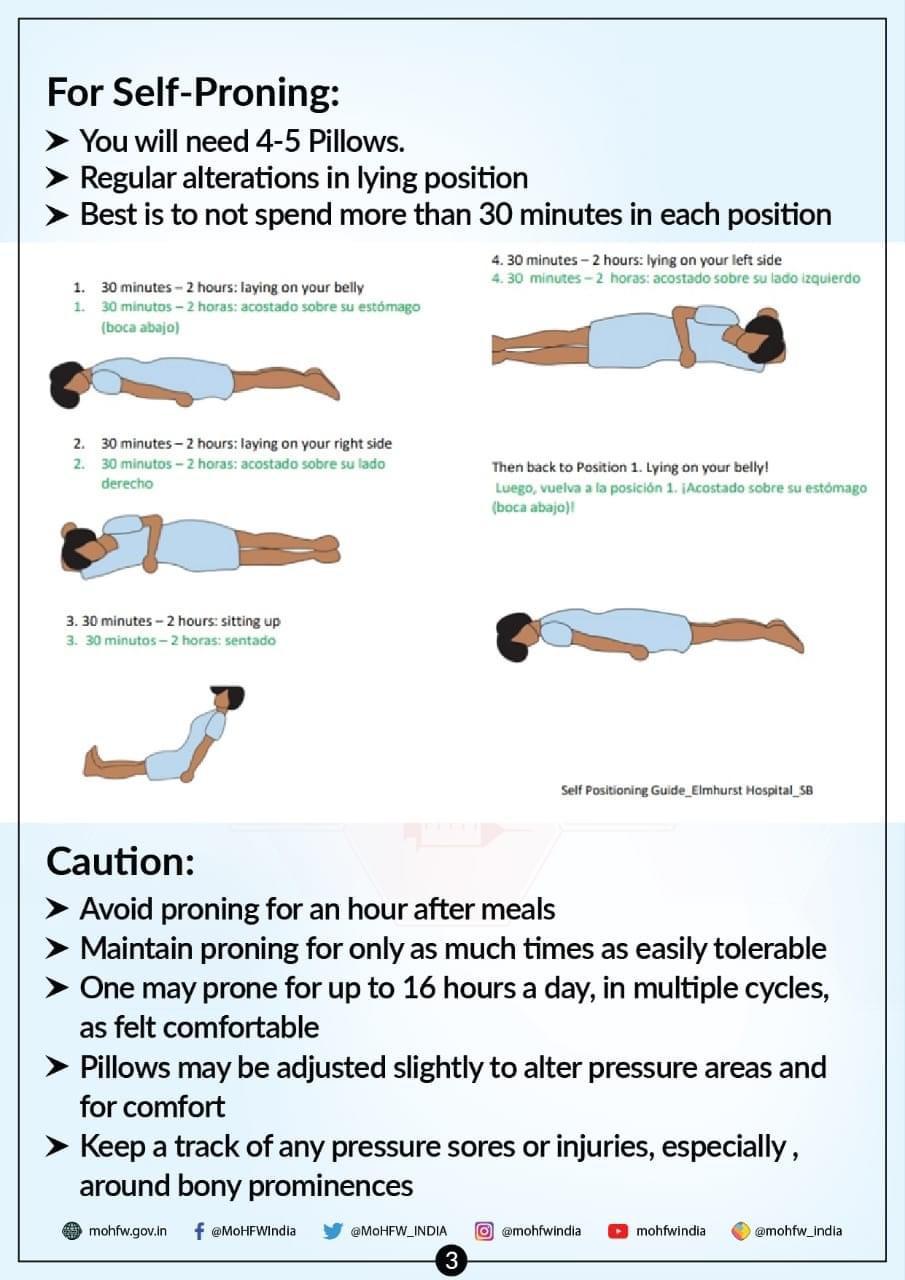 For Self-Proning:
➤ You will need 4-5 Pillows.
➤ Regular alterations in lying position
➤ Best is to not spend more than 30 minutes in each position
1. 30 minutes – 2 hours: laying on your belly
1. 30 minutos – 2 horas: acostado sobre su estómago
(boca abajo)
2. 30 minutes – 2 hours: laying on your right side
2. 30 minutos – 2 horas: acostado sobre su lado
derecho
3. 30 minutes – 2 hours: sitting up
3. 30 minutos – 2 horas: sentado
4. 30 minutes – 2 hours: lying on your left side
4. 30 minutes – 2 horas: acostado sobre su lado izquierdo
Then back to Position 1. Lying on your belly!
Luego, vuelva a la posición 1. ¡Acostado sobre su estómago
(boca abajo)!
Self Positioning Guide_Elmhurst Hospital_SB
Caution:
➤ Avoid proning for an hour after meals
➤ Maintain proning for only as much times as easily tolerable
➤ One may prone for up to 16 hours a day, in multiple cycles,
as felt comfortable
➤ Pillows may be adjusted slightly to alter pressure areas and
for comfort
➤ Keep a track of any pressure sores or injuries, especially ,
around bony prominences
mohfw.gov.in @MoHFWIndia @MoHFW_INDIA @mohfwindia mohfwindia @mohfw_india
3